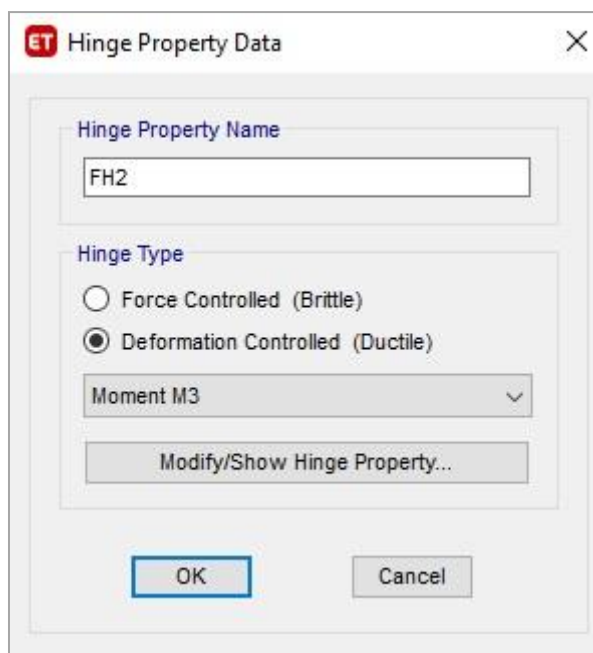 ET Hinge Property Data
Hinge Property Name
FH2
Hinge Type
Force Controlled (Brittle)
Deformation Controlled (Ductile)
Moment M3
Modify/Show Hinge Property...
OK Cancel